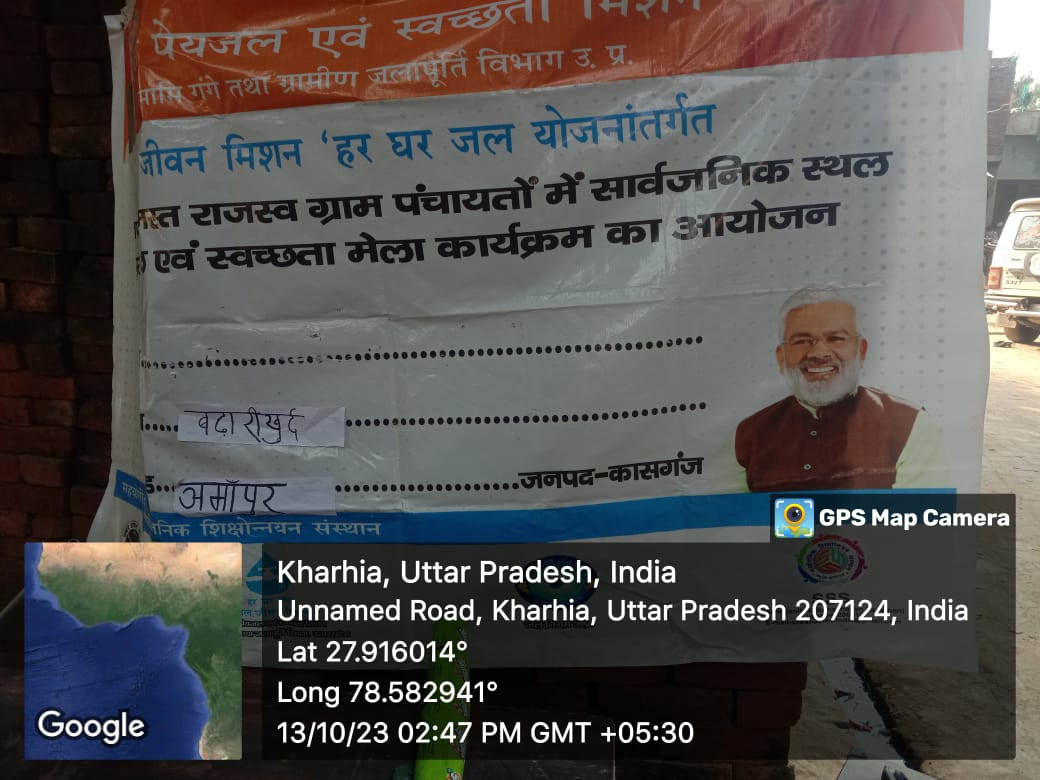 पेयजल एवं स्वच्छता मिशन
नमामि गंगे तथा ग्रामीण जलापूर्ति विभाग उ. प्र.
जीवन मिशन 'हर घर जल योजनांतर्गत
राजस्व ग्राम पंचायतों में सार्वजनिक स्थल
एवं स्वच्छता मेला कार्यक्रम का आयोजन
बढ़ारी खुर्द
अमॉपुर
जनपद-कासगंज
शिक्षोन्नयन संस्थान
SSS
GPS Map Camera
Kharhia, Uttar Pradesh, India
Unnamed Road, Kharhia, Uttar Pradesh 207124, India
Lat 27.916014°
Long 78.582941°
13/10/23 02:47 PM GMT +05:30
Google